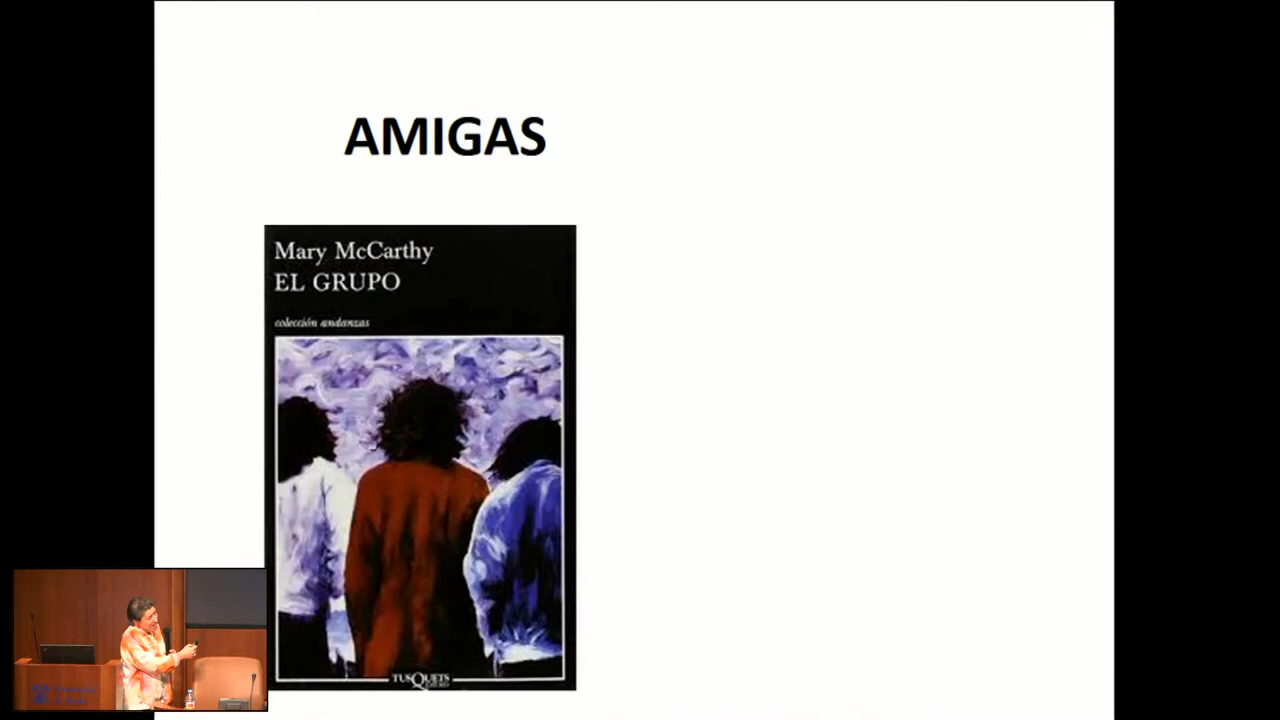 AMIGAS
Mary McCarthy
EL GRUPO
colección andanzas
TUSQUETS